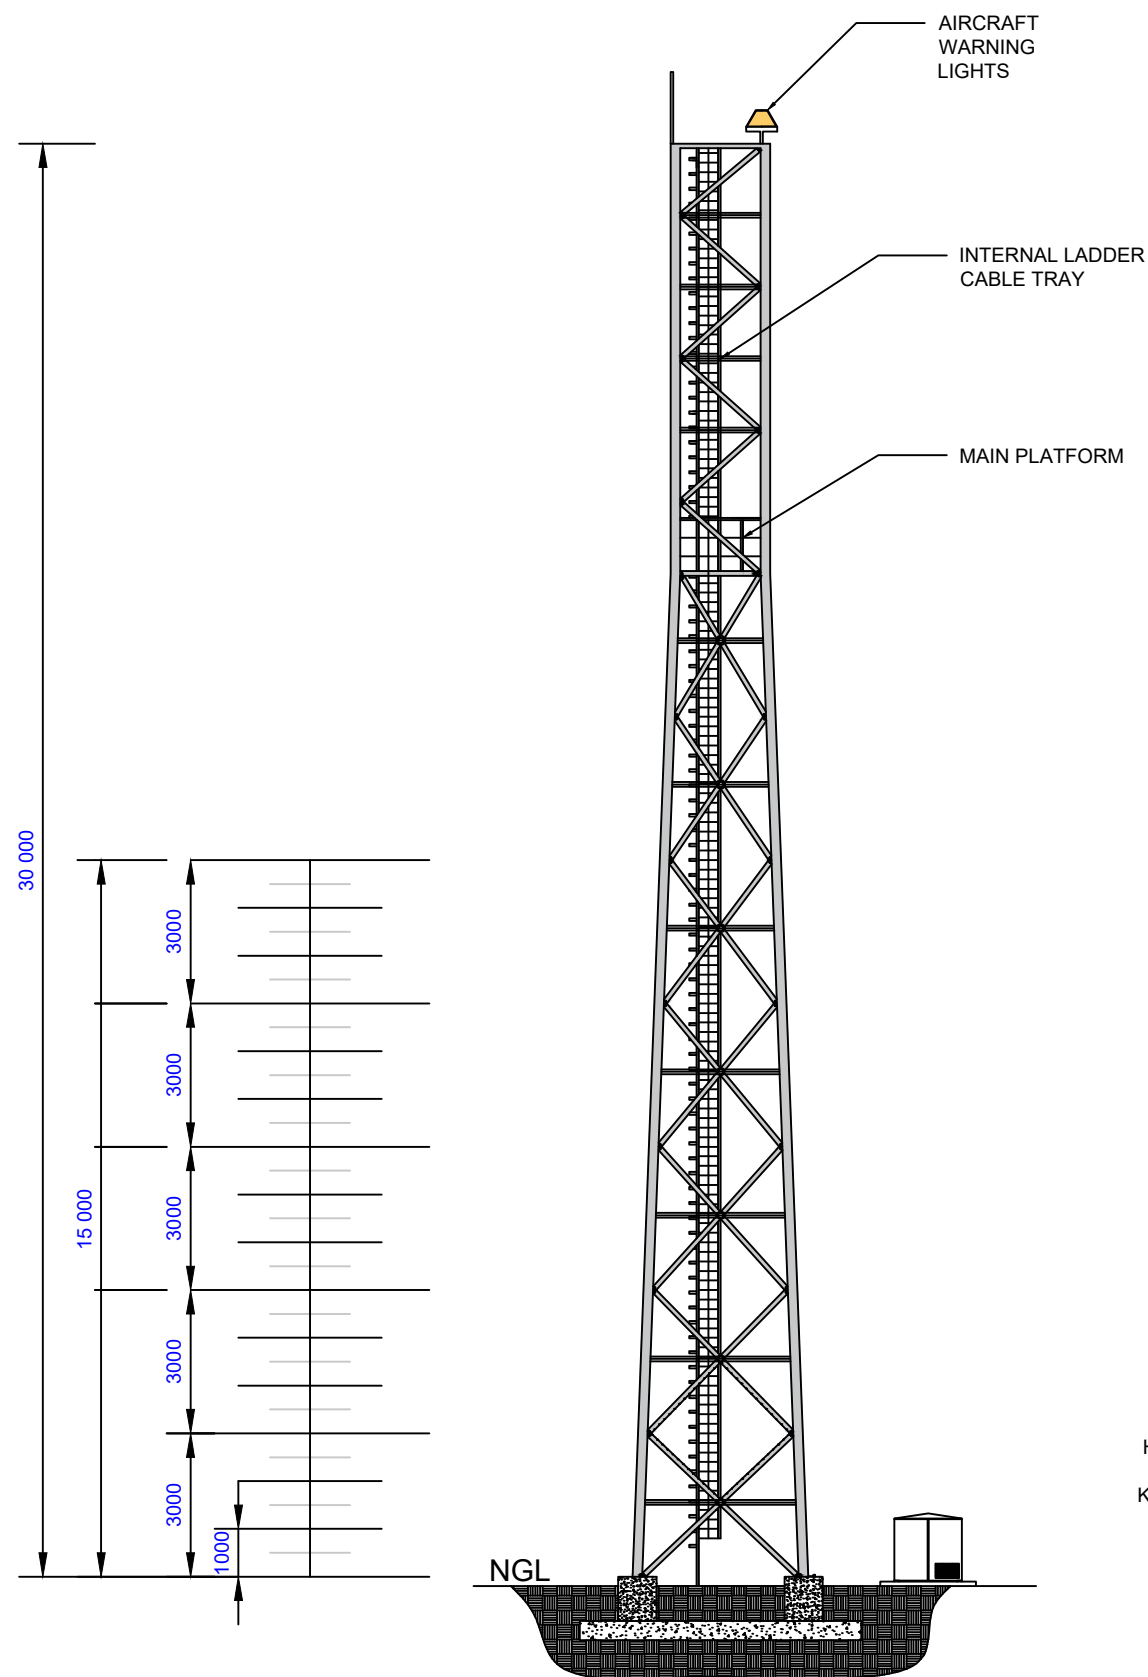 AIRCRAFT
WARNING
LIGHTS
INTERNAL LADDER
CABLE TRAY
MAIN PLATFORM
30 000
15 000
3000
3000
3000
3000
3000
1000
NGL
H
K